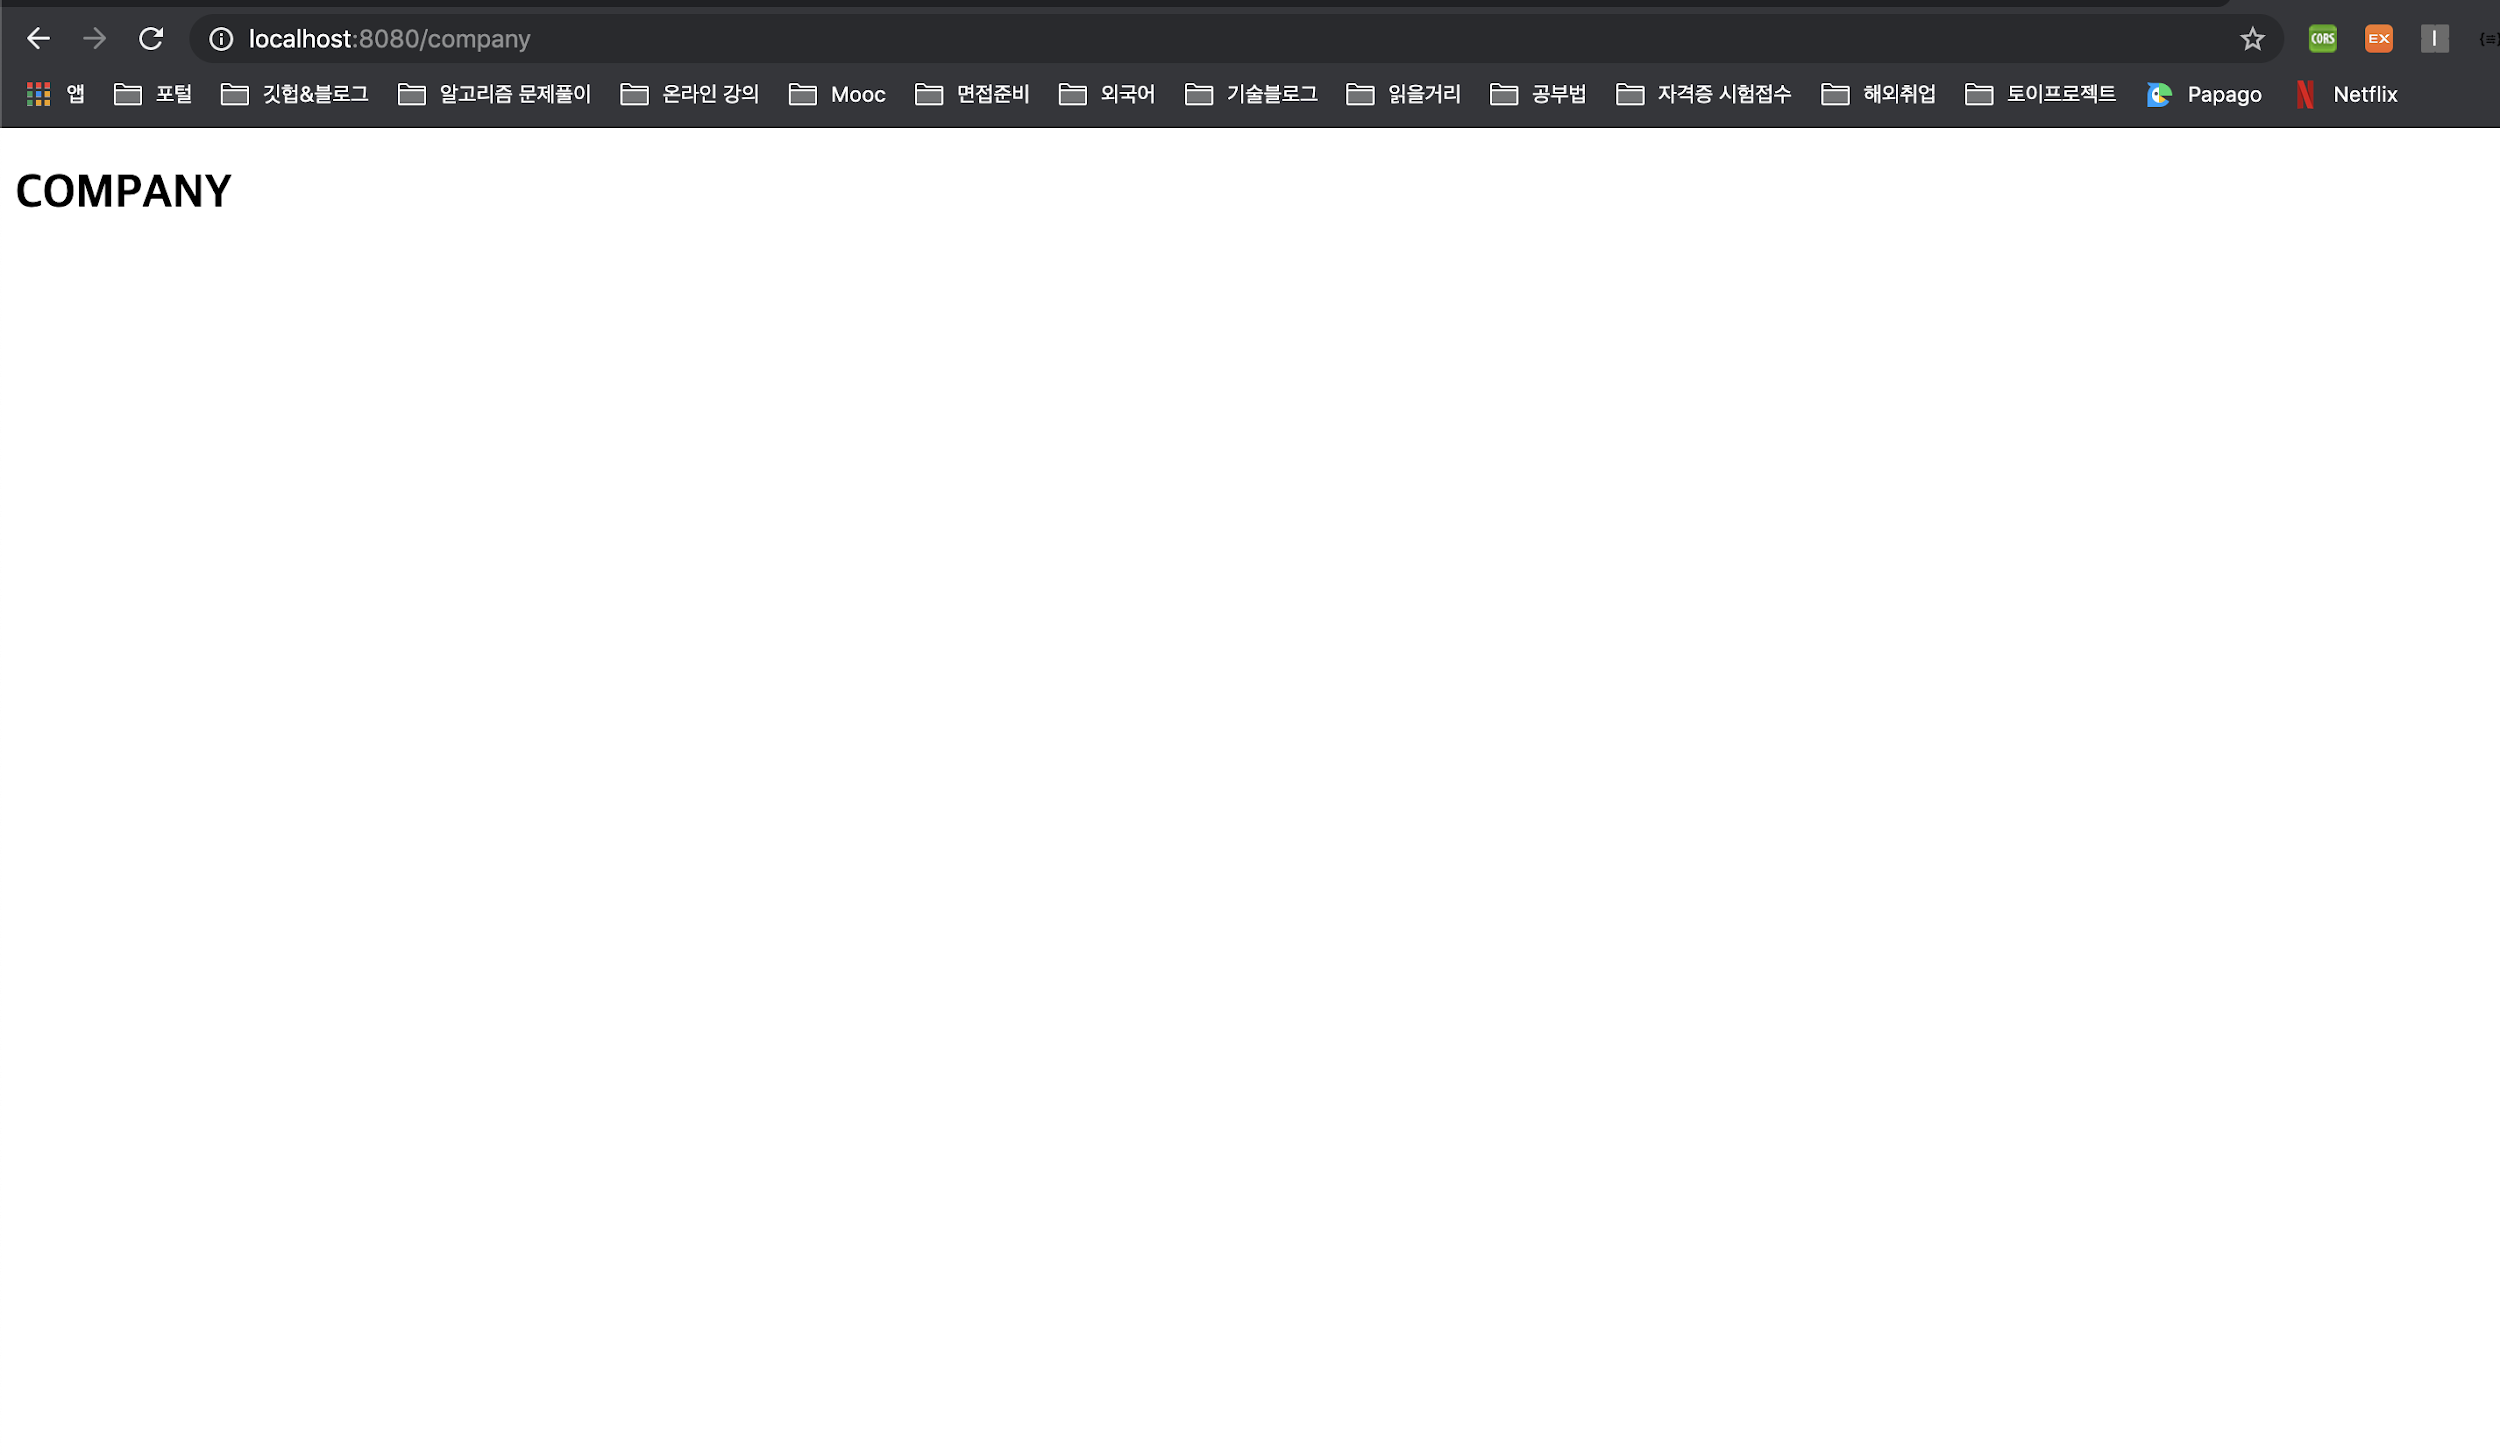 localhost:8080/company
CORS EX
앱 포털 깃헙&블로그 알고리즘 문제풀이 온라인 강의 Mooc 면접준비 외국어 기술블로그 읽을거리 공부법 자격증 시험접수 해외취업 토이프로젝트 Papago Netflix
COMPANY